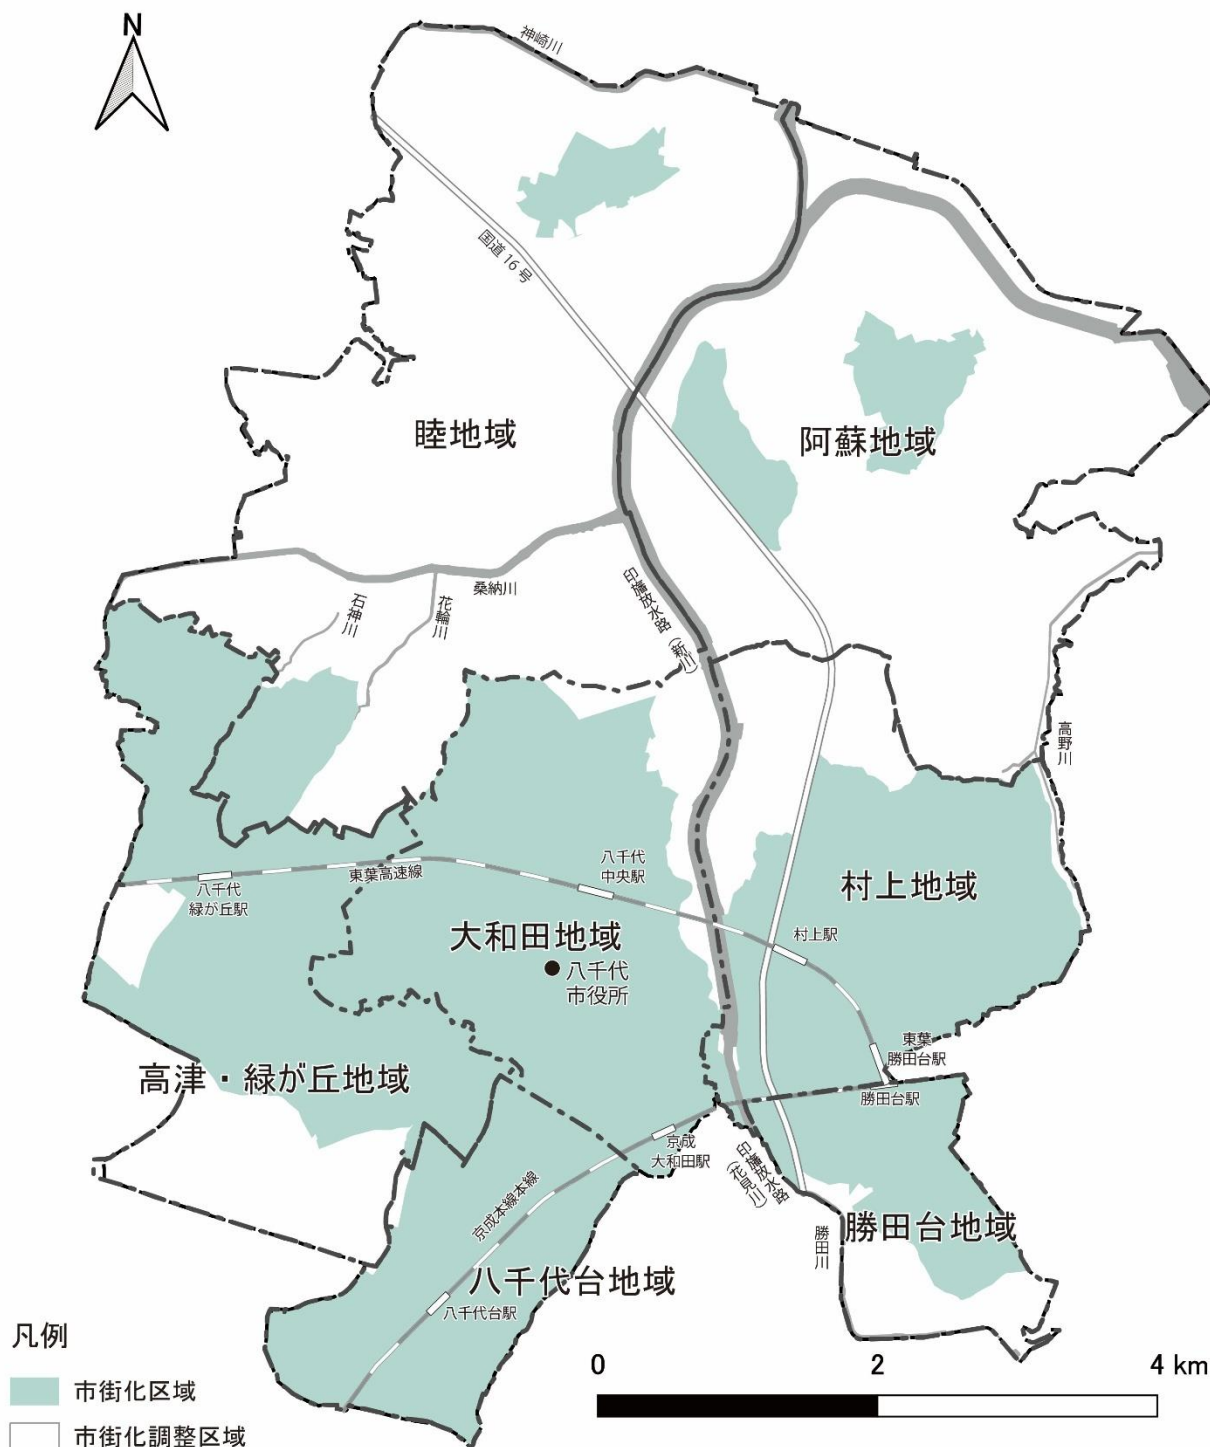 N
神崎川
国道16号
睦地域
阿蘇地域
桑納川
石神川
花輪川
印旛放水路(新川)
高野川
八千代
緑が丘駅
東葉高速線
八千代
中央駅
村上地域
大和田地域
村上駅
八千代
市役所
東葉
勝田台駅
高津・緑が丘地域
勝田台駅
京成
大和田駅
印旛放水路
(花見川)
京成本線本線
勝田川
勝田台地域
八千代台地域
八千代台駅
凡例
市街化区域
市街化調整区域
0
2
4 km